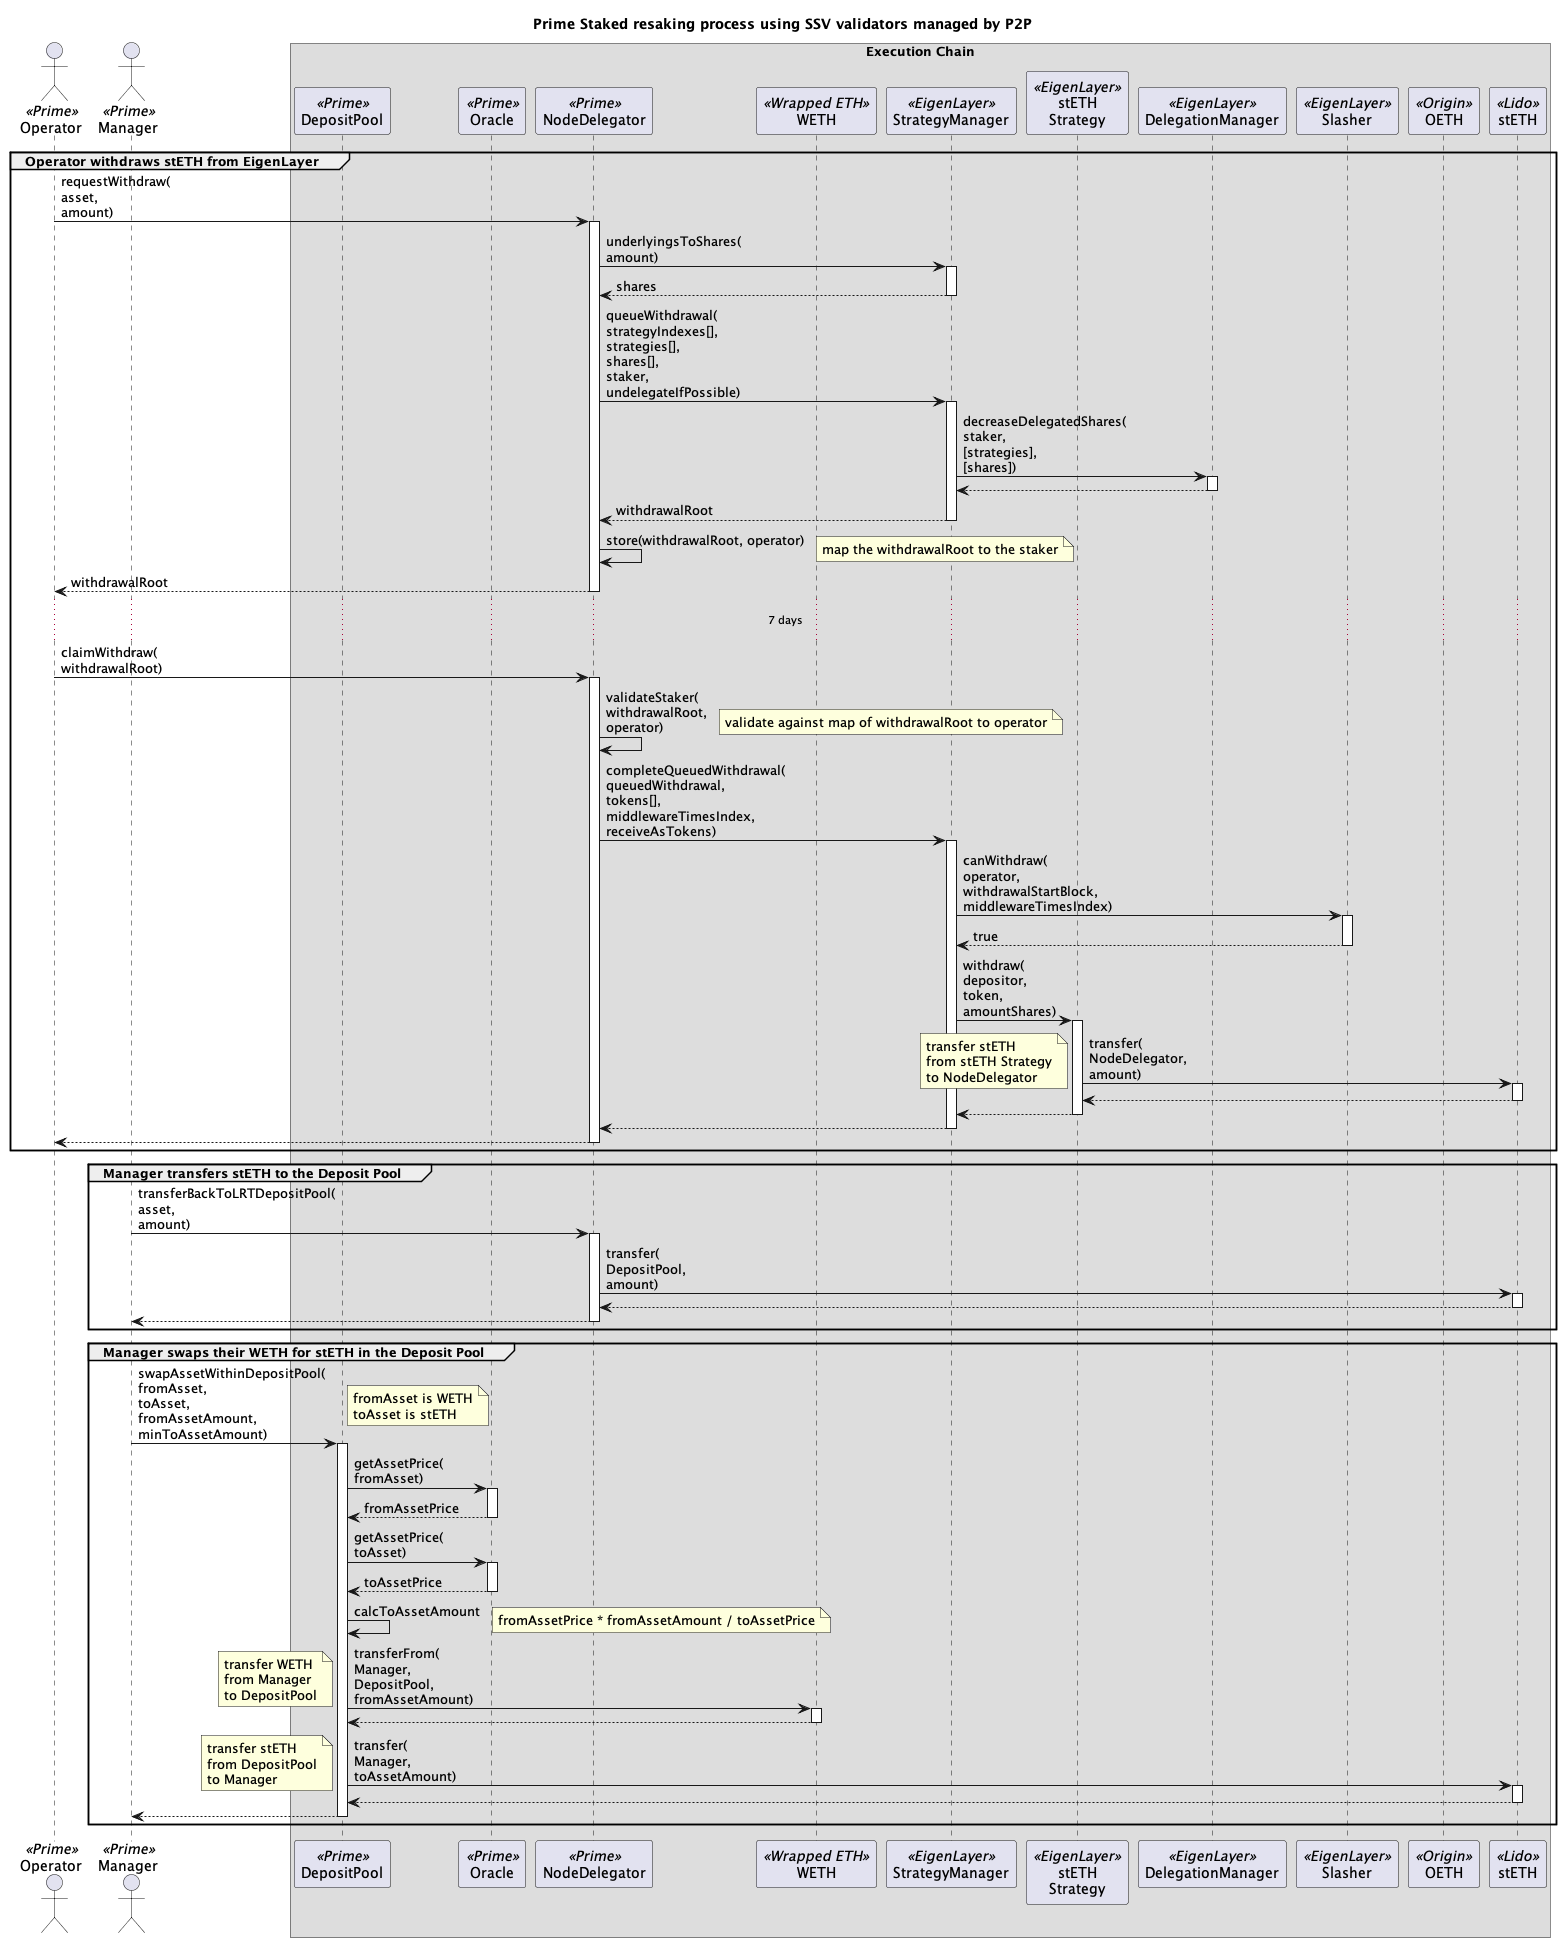 Prime Staked resaking process using SSV validators managed by P2P
Execution Chain
«Prime»
Operator
«Prime»
Manager
«Prime»
DepositPool
«Prime»
Oracle
«Prime»
NodeDelegator
«Wrapped ETH»
WETH
«EigenLayer»
StrategyManager
«EigenLayer»
stETH
Strategy
«EigenLayer»
DelegationManager
«EigenLayer»
Slasher
«Origin»
OETH
«Lido»
stETH
Operator withdraws stETH from EigenLayer
requestWithdraw(
asset,
amount)
underlyingsToShares(
amount)
shares
queueWithdrawal(
strategyIndexes[],
strategies[],
shares[],
staker,
undelegateIfPossible)
decreaseDelegatedShares(
staker,
[strategies],
[shares])
withdrawalRoot
store(withdrawalRoot, operator)
map the withdrawalRoot to the staker
withdrawalRoot
7 days
claimWithdraw(
withdrawalRoot)
validateStaker(
withdrawalRoot,
operator)
validate against map of withdrawalRoot to operator
completeQueuedWithdrawal(
queuedWithdrawal,
tokens[],
middlewareTimesIndex,
receiveAsTokens)
canWithdraw(
operator,
withdrawalStartBlock,
middlewareTimesIndex)
true
withdraw(
depositor,
token,
amountShares)
transfer stETH
from stETH Strategy
to NodeDelegator
transfer(
NodeDelegator,
amount)
Manager transfers stETH to the Deposit Pool
transferBackToLRTDepositPool(
asset,
amount)
transfer(
DepositPool,
amount)
Manager swaps their WETH for stETH in the Deposit Pool
swapAssetWithinDepositPool(
fromAsset,
toAsset,
fromAssetAmount,
minToAssetAmount)
fromAsset is WETH
toAsset is stETH
getAssetPrice(
fromAsset)
fromAssetPrice
getAssetPrice(
toAsset)
toAssetPrice
calcToAssetAmount
fromAssetPrice * fromAssetAmount / toAssetPrice
transfer WETH
from Manager
to DepositPool
transferFrom(
Manager,
DepositPool,
fromAssetAmount)
transfer stETH
from DepositPool
to Manager
transfer(
Manager,
toAssetAmount)
«Prime»
Operator
«Prime»
Manager
«Prime»
DepositPool
«Prime»
Oracle
«Prime»
NodeDelegator
«Wrapped ETH»
WETH
«EigenLayer»
StrategyManager
«EigenLayer»
stETH
Strategy
«EigenLayer»
DelegationManager
«EigenLayer»
Slasher
«Origin»
OETH
«Lido»
stETH